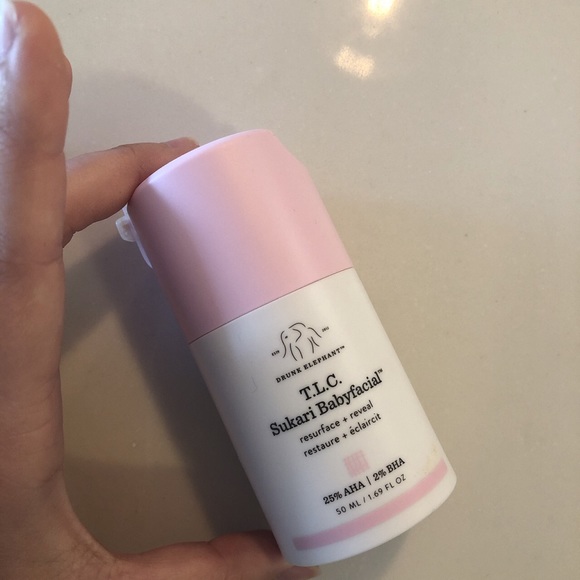 DRUNK ELEPHANT™
T.L.C.
Sukari Babyfacial™
resurface + reveal
restaure + éclaircit
25% AHA | 2% BHA
50 ML / 1.69 FL OZ